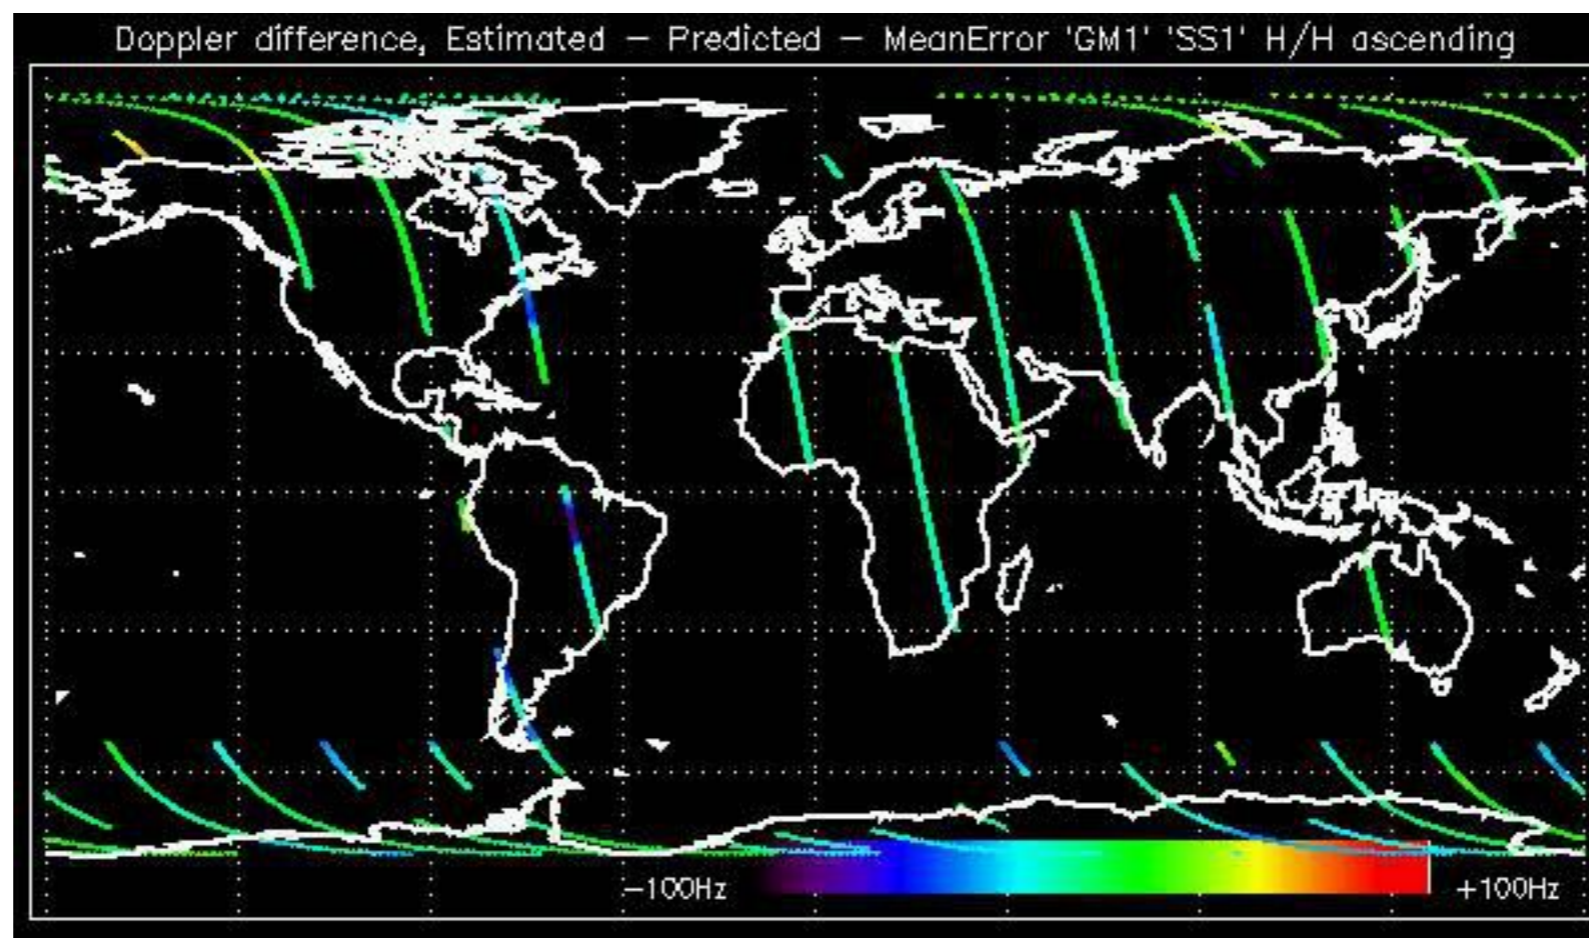 Doppler difference, Estimated – Predicted – MeanError 'GM1' 'SS1' H/H ascending
–100Hz
+100Hz